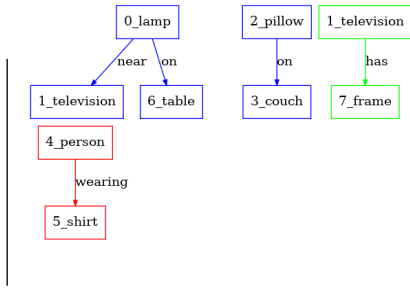 0_lamp 2_pillow 1_television
near on on has
1_television 6_table 3_couch 7_frame
4_person
wearing
5_shirt